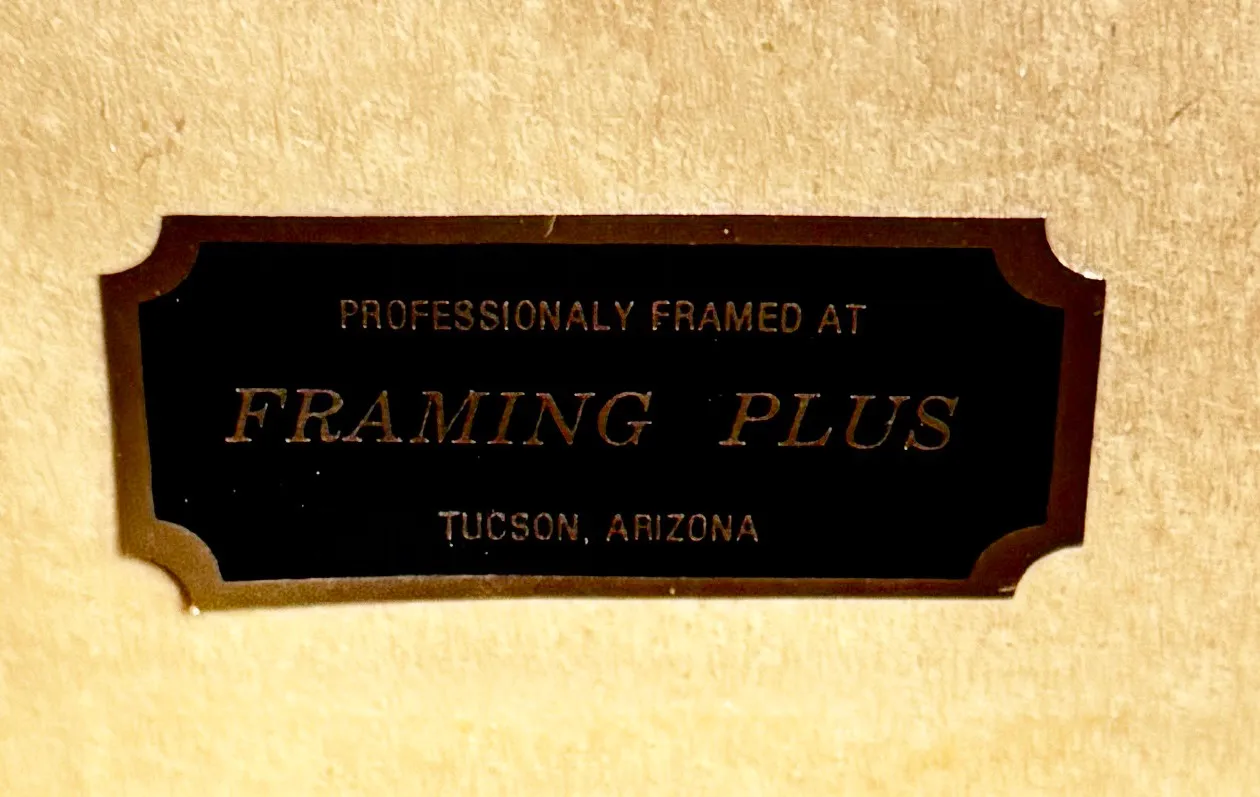 PROFESSIONALY FRAMED AT
FRAMING PLUS
TUCSON, ARIZONA